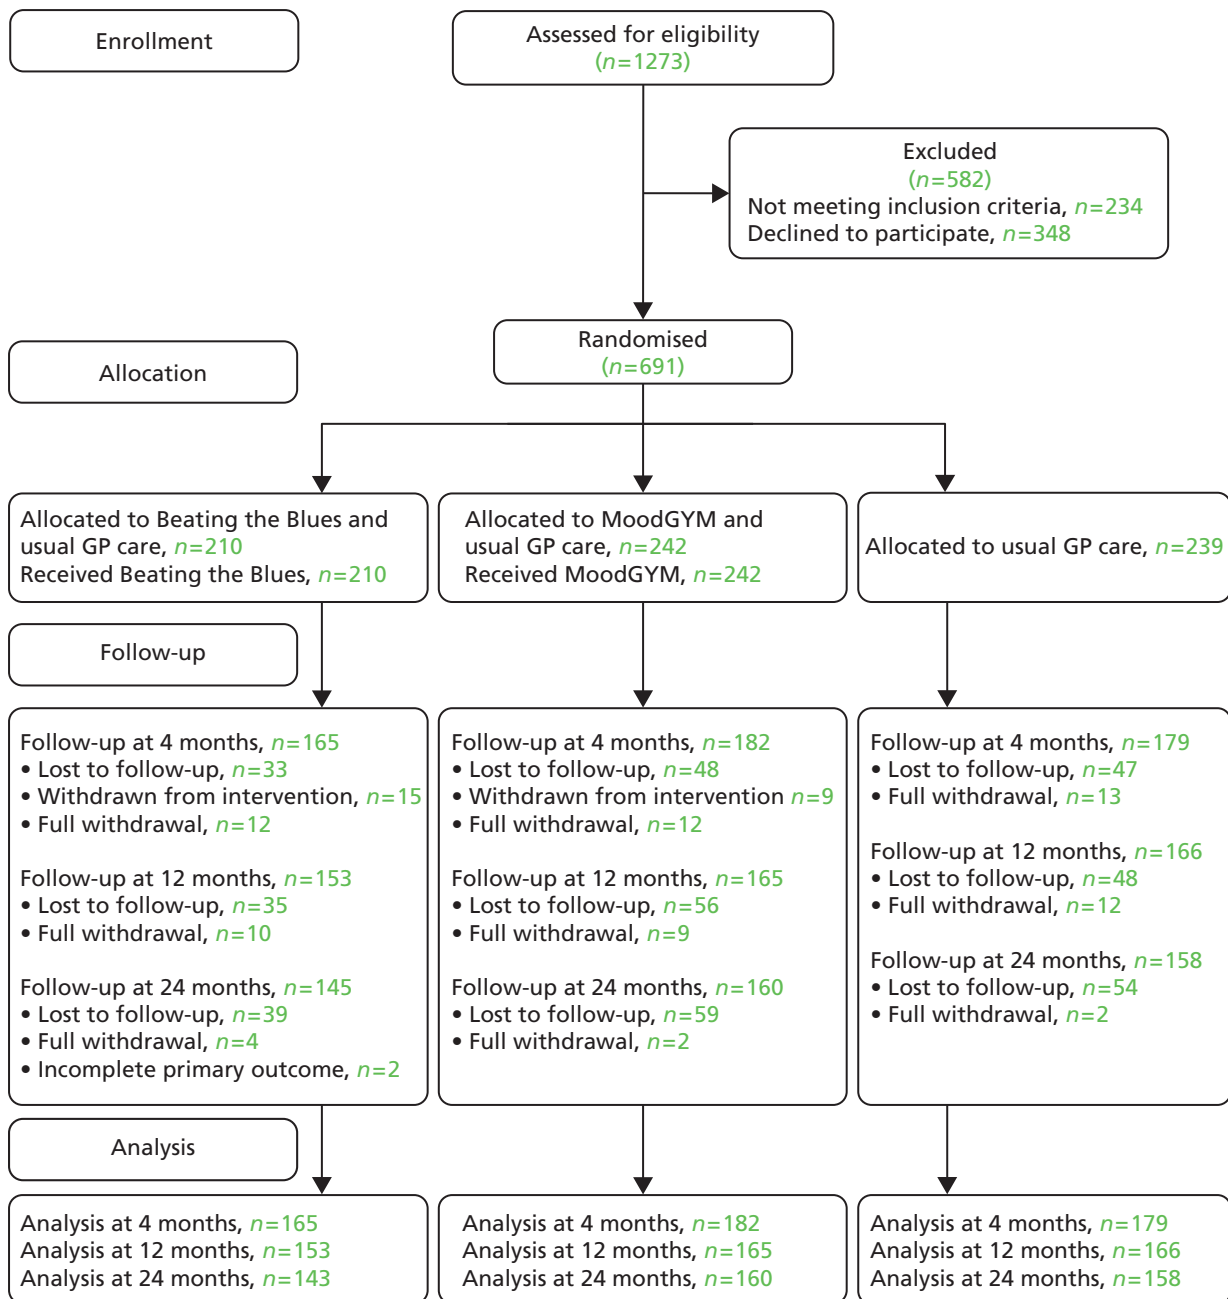 Enrollment
Assessed for eligibility
(n=1273)
Excluded
(n=582)
Not meeting inclusion criteria, n=234
Declined to participate, n=348
Randomised
(n=691)
Allocation
Allocated to Beating the Blues and
usual GP care, n=210
Received Beating the Blues, n=210
Allocated to MoodGYM and
usual GP care, n=242
Received MoodGYM, n=242
Allocated to usual GP care, n=239
Follow-up
Follow-up at 4 months, n=165
• Lost to follow-up, n=33
• Withdrawn from intervention, n=15
• Full withdrawal, n=12
Follow-up at 12 months, n=153
• Lost to follow-up, n=35
• Full withdrawal, n=10
Follow-up at 24 months, n=145
• Lost to follow-up, n=39
• Full withdrawal, n=4
• Incomplete primary outcome, n=2
Follow-up at 4 months, n=182
• Lost to follow-up, n=48
• Withdrawn from intervention n=9
• Full withdrawal, n=12
Follow-up at 12 months, n=165
• Lost to follow-up, n=56
• Full withdrawal, n=9
Follow-up at 24 months, n=160
• Lost to follow-up, n=59
• Full withdrawal, n=2
Follow-up at 4 months, n=179
• Lost to follow-up, n=47
• Full withdrawal, n=13
Follow-up at 12 months, n=166
• Lost to follow-up, n=48
• Full withdrawal, n=12
Follow-up at 24 months, n=158
• Lost to follow-up, n=54
• Full withdrawal, n=2
Analysis
Analysis at 4 months, n=165
Analysis at 12 months, n=153
Analysis at 24 months, n=143
Analysis at 4 months, n=182
Analysis at 12 months, n=165
Analysis at 24 months, n=160
Analysis at 4 months, n=179
Analysis at 12 months, n=166
Analysis at 24 months, n=158